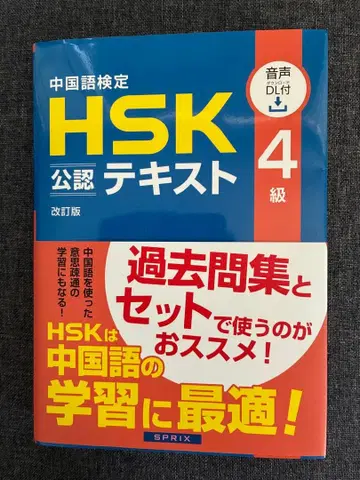 中国語検定
HSK
公認テキスト
改訂版
音声
ダウンロード
DL付
4級
過去問集と
セットで使うのが
おススメ！
中国語を使った
意思疎通の
学習にもなる！
HSKは
中国語の
学習に最適！
SPRIX